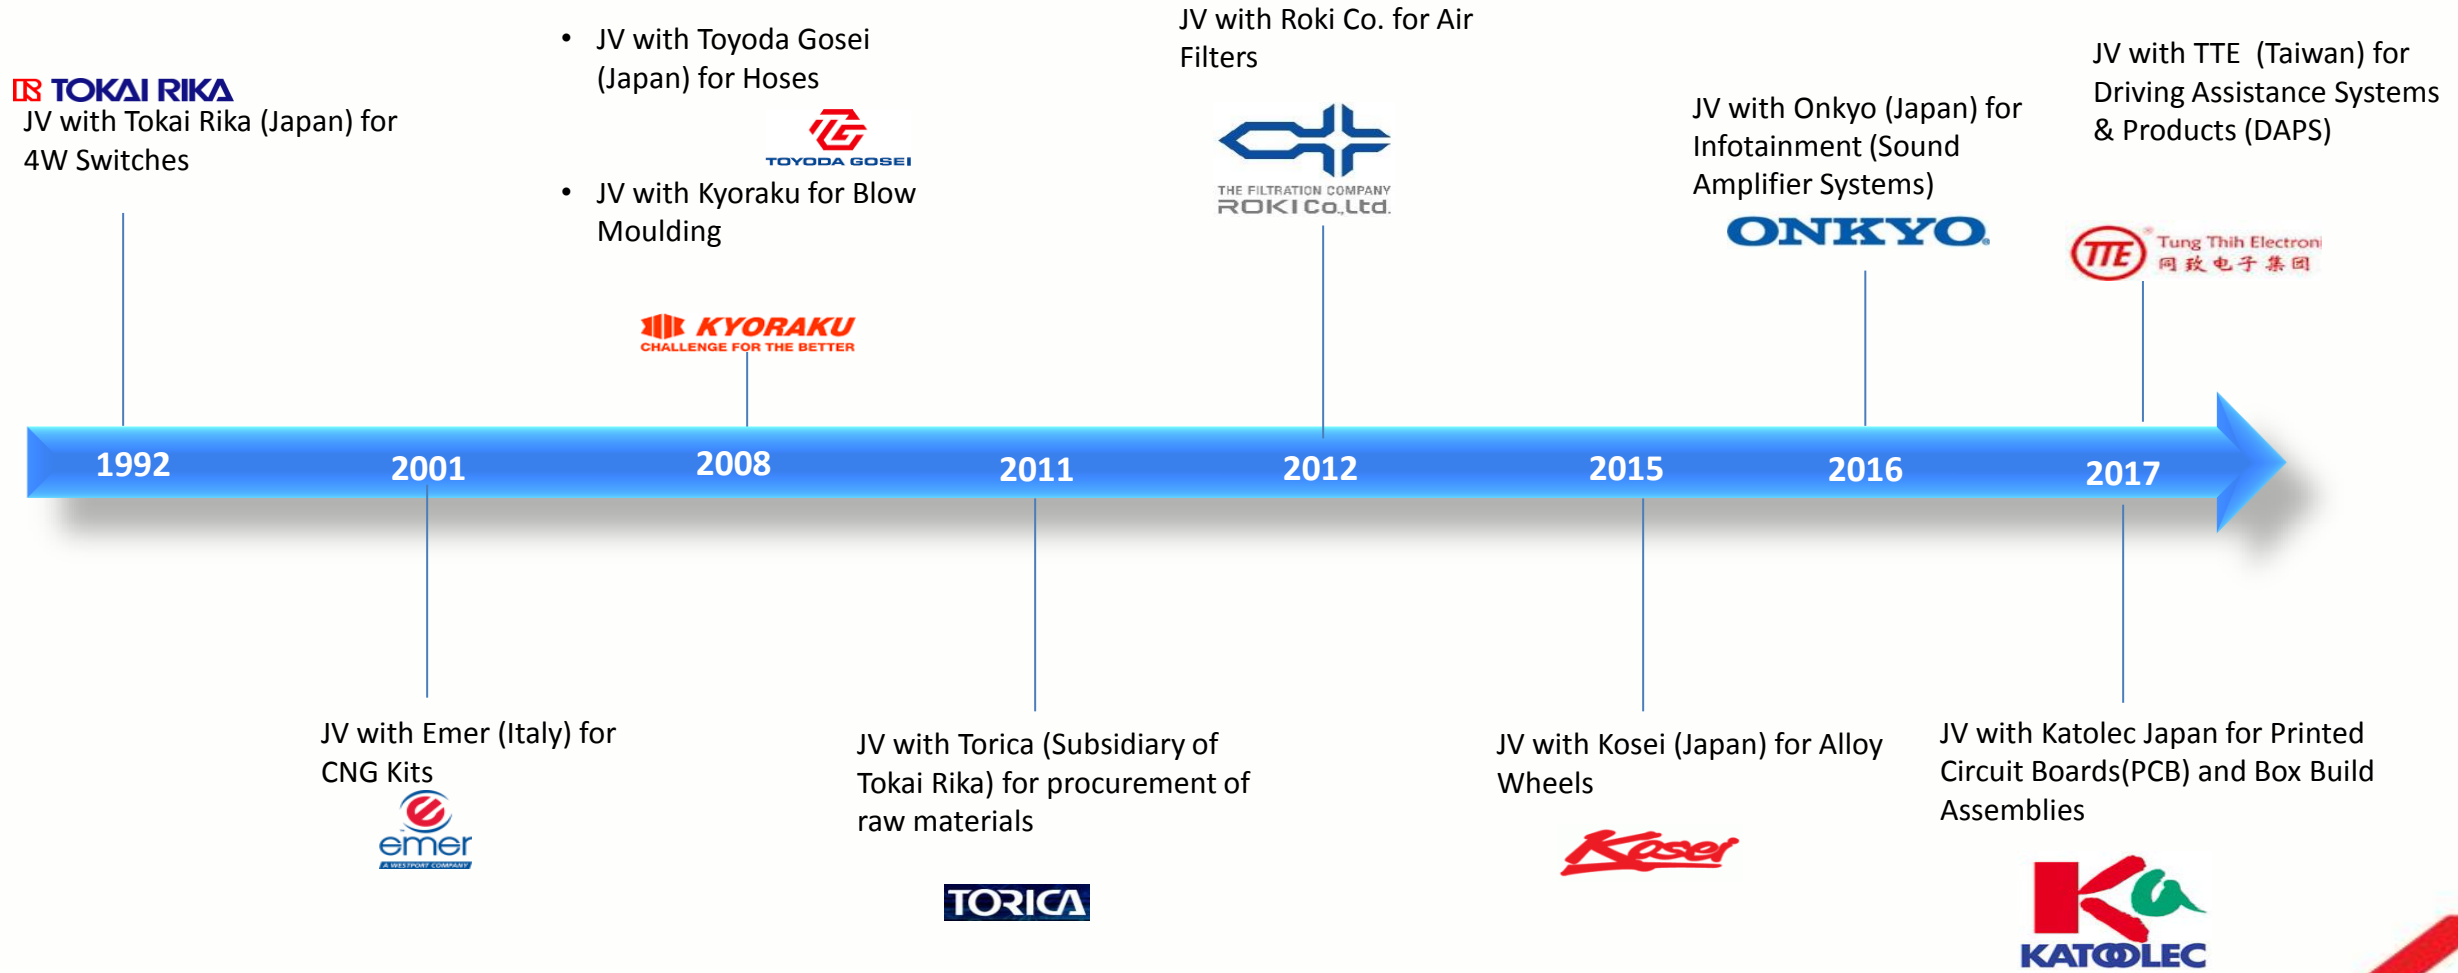 TOKAI RIKA
JV with Tokai Rika (Japan) for
4W Switches
• JV with Toyoda Gosei
(Japan) for Hoses
TG
TOYODA GOSEI
• JV with Kyoraku for Blow
Moulding
KYORAKU
CHALLENGE FOR THE BETTER
JV with Roki Co. for Air
Filters
THE FILTRATION COMPANY
ROKI Co.,Ltd.
JV with Onkyo (Japan) for
Infotainment (Sound
Amplifier Systems)
ONKYO
JV with TTE (Taiwan) for
Driving Assistance Systems
& Products (DAPS)
TTE ® Tung Thih Electroni
同致电子集团
1992
2001
2008
2011
2012
2015
2016
2017
JV with Emer (Italy) for
CNG Kits
emer
A WESTPORT COMPANY
JV with Torica (Subsidiary of
Tokai Rika) for procurement of
raw materials
TORICA
JV with Kosei (Japan) for Alloy
Wheels
Kosei
JV with Katolec Japan for Printed
Circuit Boards(PCB) and Box Build
Assemblies
Ka
KATOOLEC